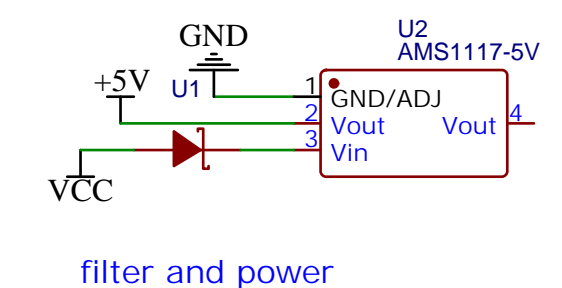 GND
U2
AMS1117-5V
+5V
U1
1
GND/ADJ
2
Vout
Vout
4
3
Vin
VCC
filter and power